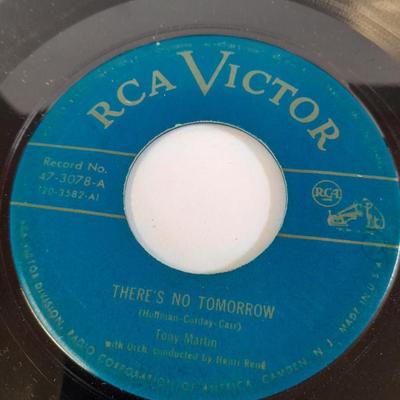 RCA VICTOR
Record No.
47-3078-A
(20-3582-A)
RCA
THERE'S NO TOMORROW
(Hoffman-Corday-Carr)
Tony Martin
with Orch. conducted by Henri René
RCA VICTOR DIVISION, RADIO CORPORATION OF AMERICA, CAMDEN, N. J. MADE IN U.S.A.